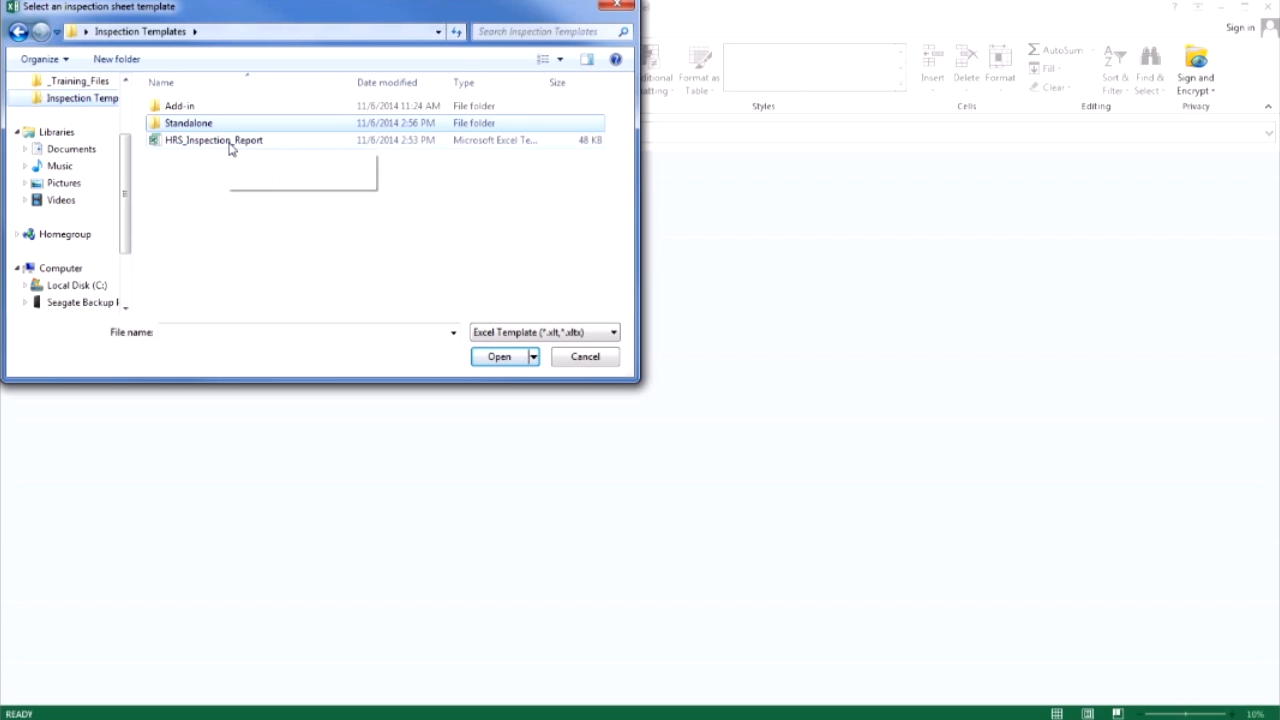 Select an inspection sheet template
Inspection Templates
Search Inspection Templates
Sign in
Organize
New folder
_Training_Files
Inspection Temp
Libraries
Documents
Music
Pictures
Videos
Homegroup
Computer
Local Disk (C:)
Seagate Backup
Name Date modified Type Size
Add-in 11/6/2014 11:24 AM File folder
Standalone 11/6/2014 2:56 PM File folder
HRS_Inspection_Report 11/6/2014 2:53 PM Microsoft Excel Te... 48 KB
File name:
Excel Template (*.xlt,*.xltx)
Open
Cancel
Format as
Table
Styles
Insert
Delete
Format
Cells
AutoSum
Fill
Clear
Sort &
Filter
Find &
Select
Editing
Sign and
Encrypt
Privacy
READY
10%